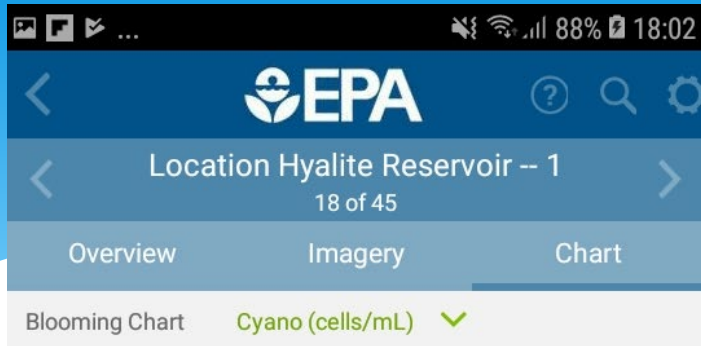 ... 88% 18:02
EPA
Location Hyalite Reservoir -- 1
18 of 45
Overview Imagery Chart
Blooming Chart Cyano (cells/mL)